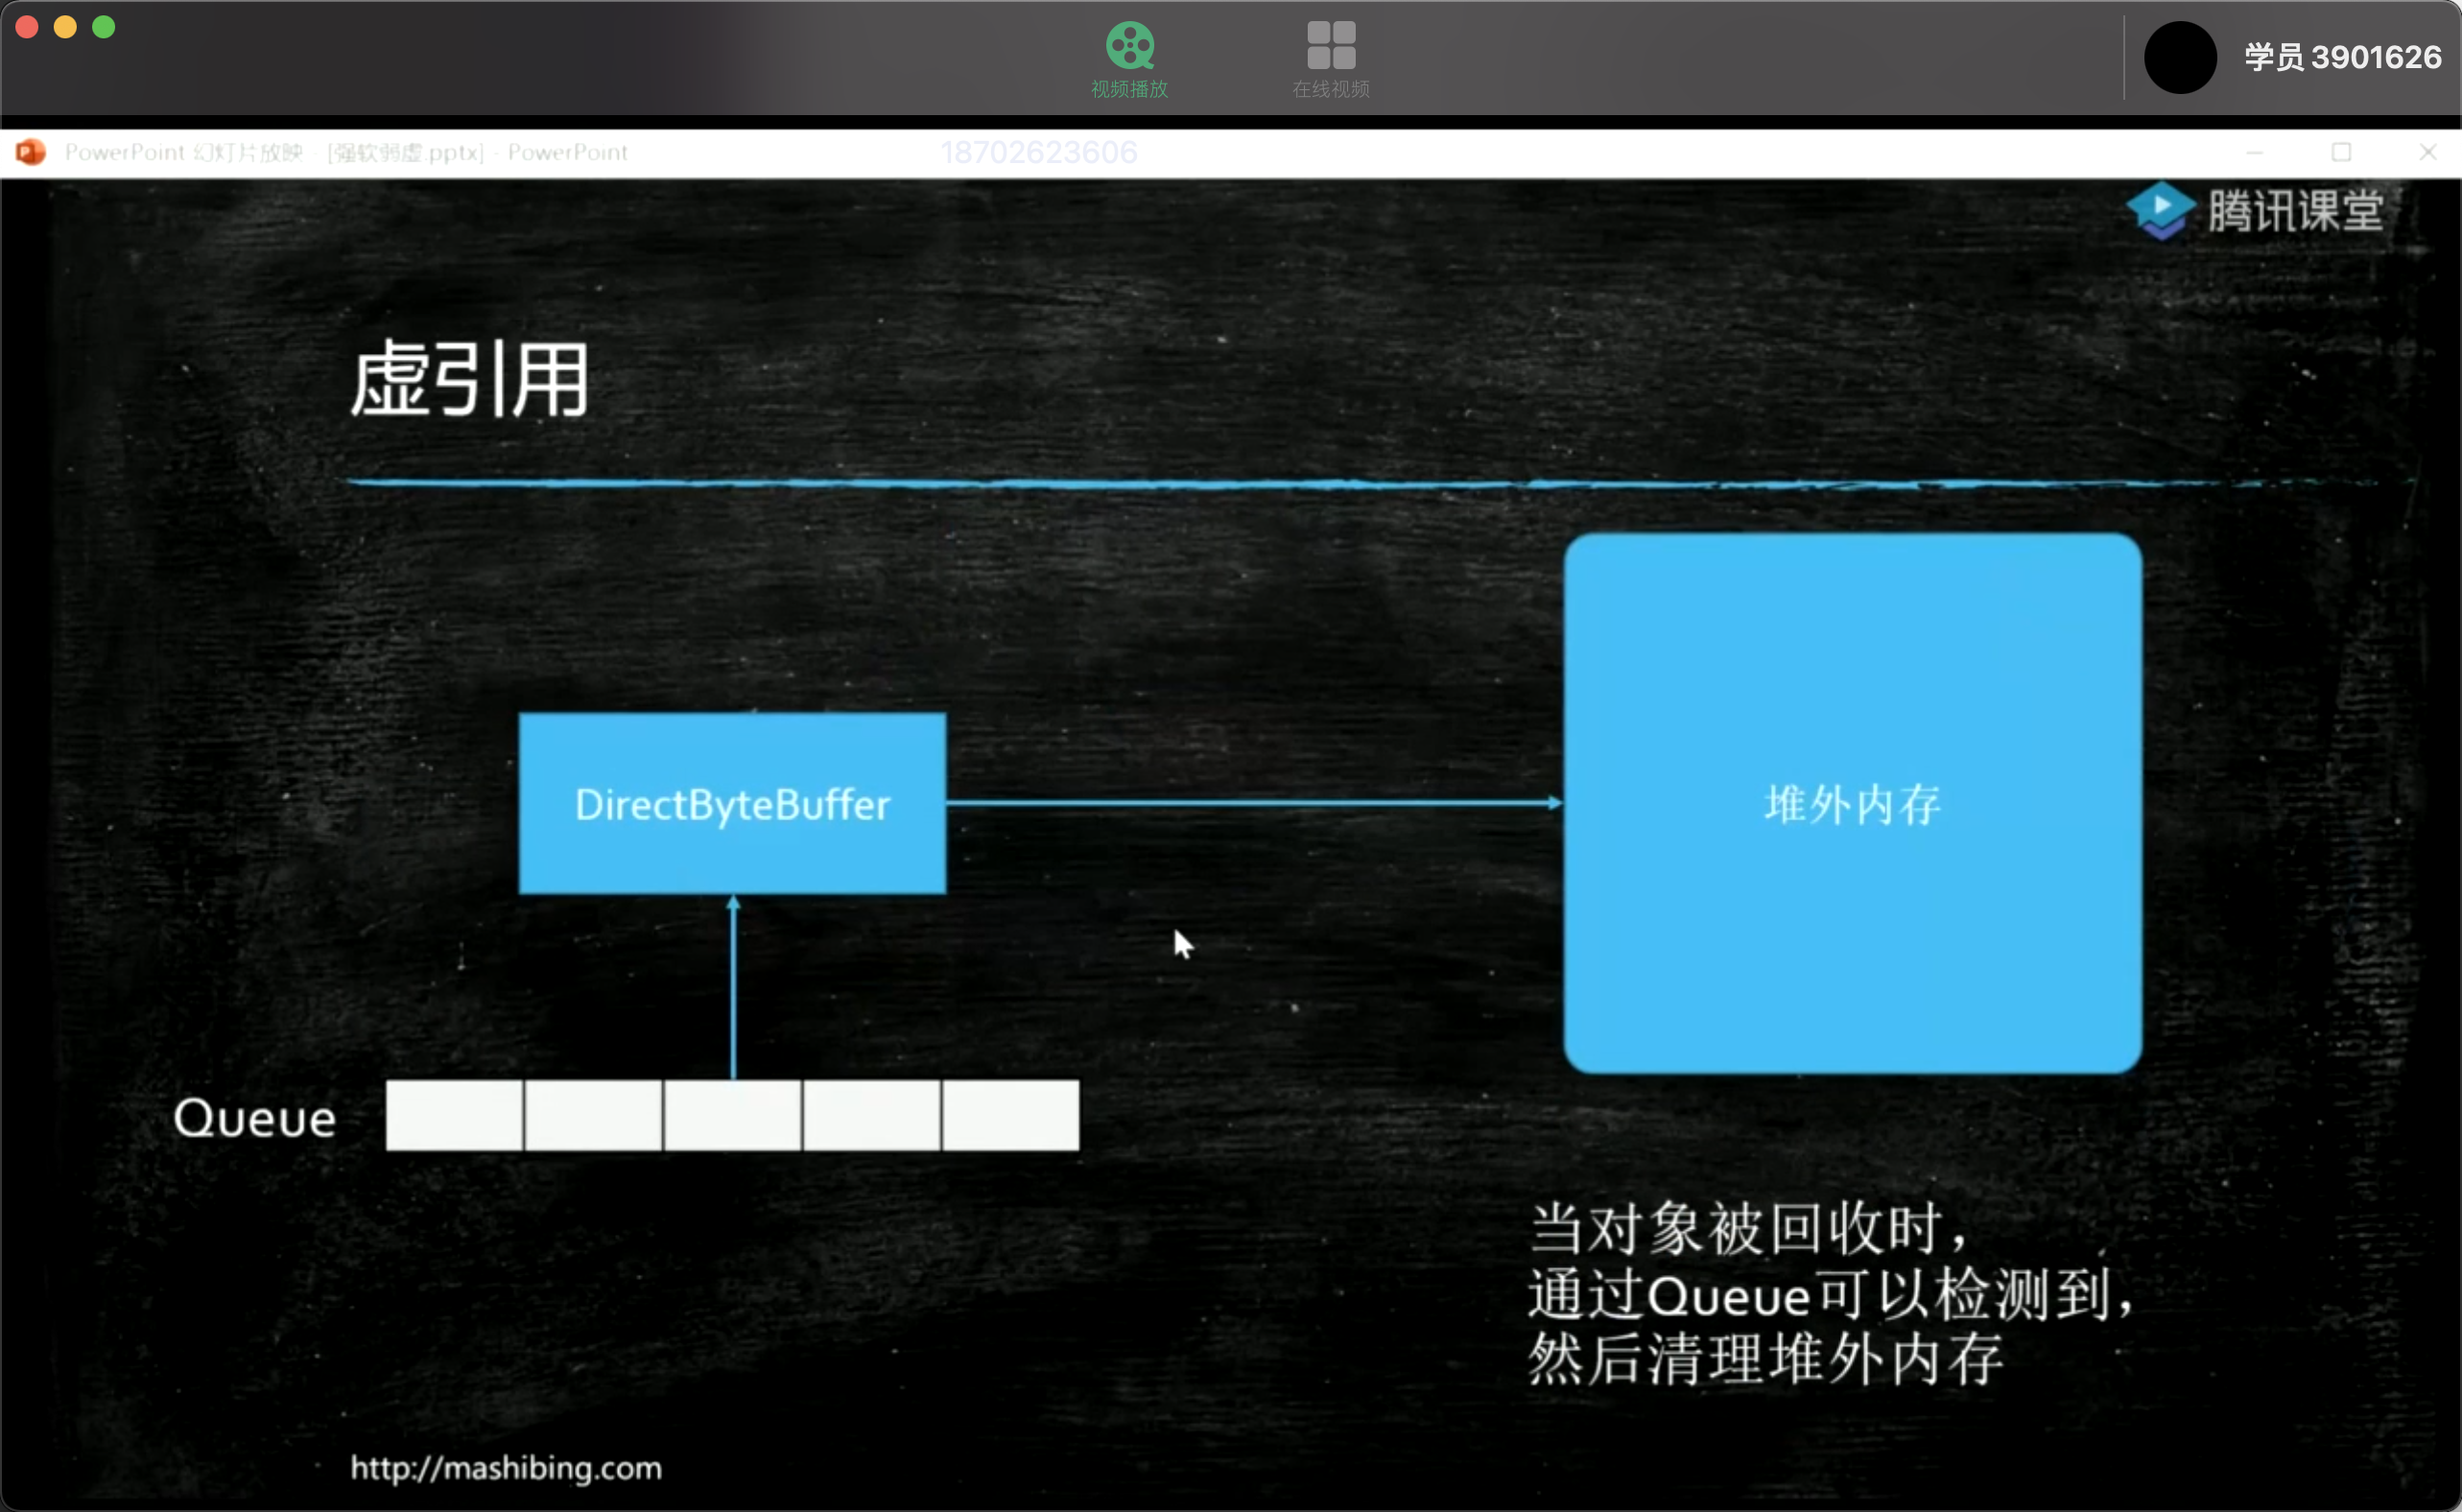 视频播放
在线视频
学员 3901626
PowerPoint 幻灯片放映 - [强软弱虚.pptx] - PowerPoint
18702623606
腾讯课堂
虚引用
DirectByteBuffer
堆外内存
Queue
当对象被回收时，
通过Queue可以检测到，
然后清理堆外内存
http://mashibing.com